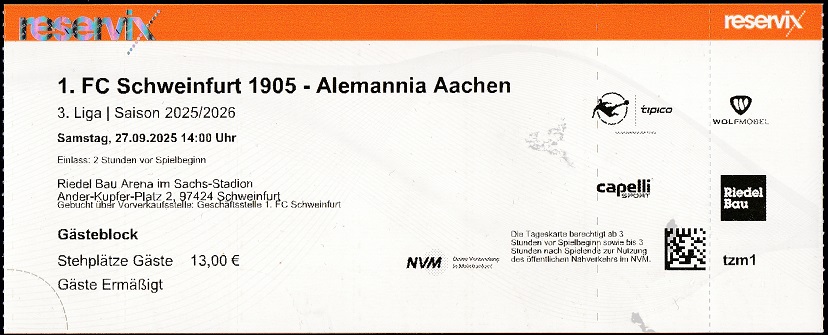 reservix
reservix
1. FC Schweinfurt 1905 - Alemannia Aachen
3. Liga | Saison 2025/2026
Samstag, 27.09.2025 14:00 Uhr
Einlass: 2 Stunden vor Spielbeginn
Riedel Bau Arena im Sachs-Stadion
Ander-Kupfer-Platz 2, 97424 Schweinfurt
Gebucht über Vorverkaufsstelle: Geschäftsstelle 1. FC Schweinfurt
Gästeblock
Stehplätze Gäste 13,00 €
Gäste Ermäßigt
tipico
WOLFMÖBEL
capelli
SPORT
Riedel
Bau
NVM
Die Tageskarte berechtigt ab 3
Stunden vor Spielbeginn sowie bis 3
Stunden nach Spielende zur Nutzung
des öffentlichen Nahverkehrs im NVM.
tzm1